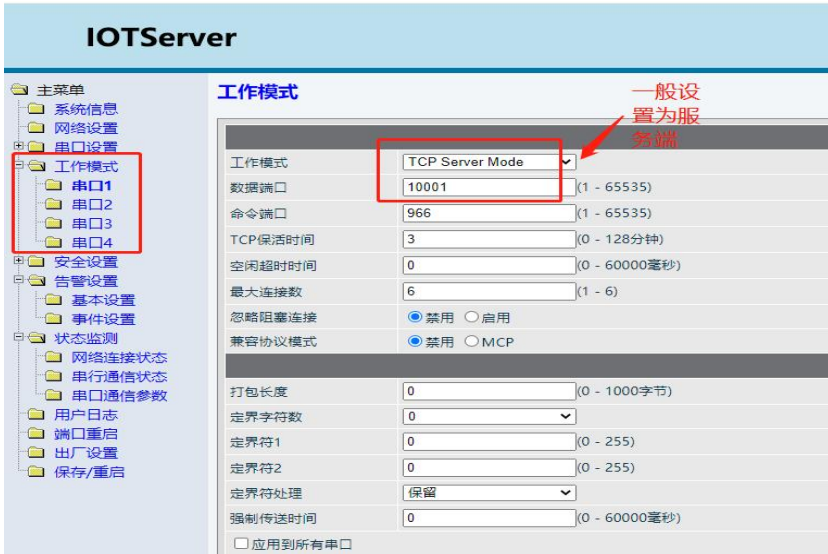 IOTServer
主菜单
系统信息
网络设置
串口设置
工作模式
串口1
串口2
串口3
串口4
安全设置
告警设置
基本设置
事件设置
状态监测
网络连接状态
串行通信状态
串口通信参数
用户日志
端口重启
出厂设置
保存/重启
工作模式
一般设
置为服
务端
工作模式 TCP Server Mode
数据端口 10001 (1 - 65535)
命令端口 966 (1 - 65535)
TCP保活时间 3 (0 - 128分钟)
空闲超时时间 0 (0 - 60000毫秒)
最大连接数 6 (1 - 6)
忽略阻塞连接 禁用 启用
兼容协议模式 禁用 MCP
打包长度 0 (0 - 1000字节)
定界字符数 0
定界符1 0 (0 - 255)
定界符2 0 (0 - 255)
定界符处理 保留
强制传送时间 0 (0 - 60000毫秒)
应用到所有串口